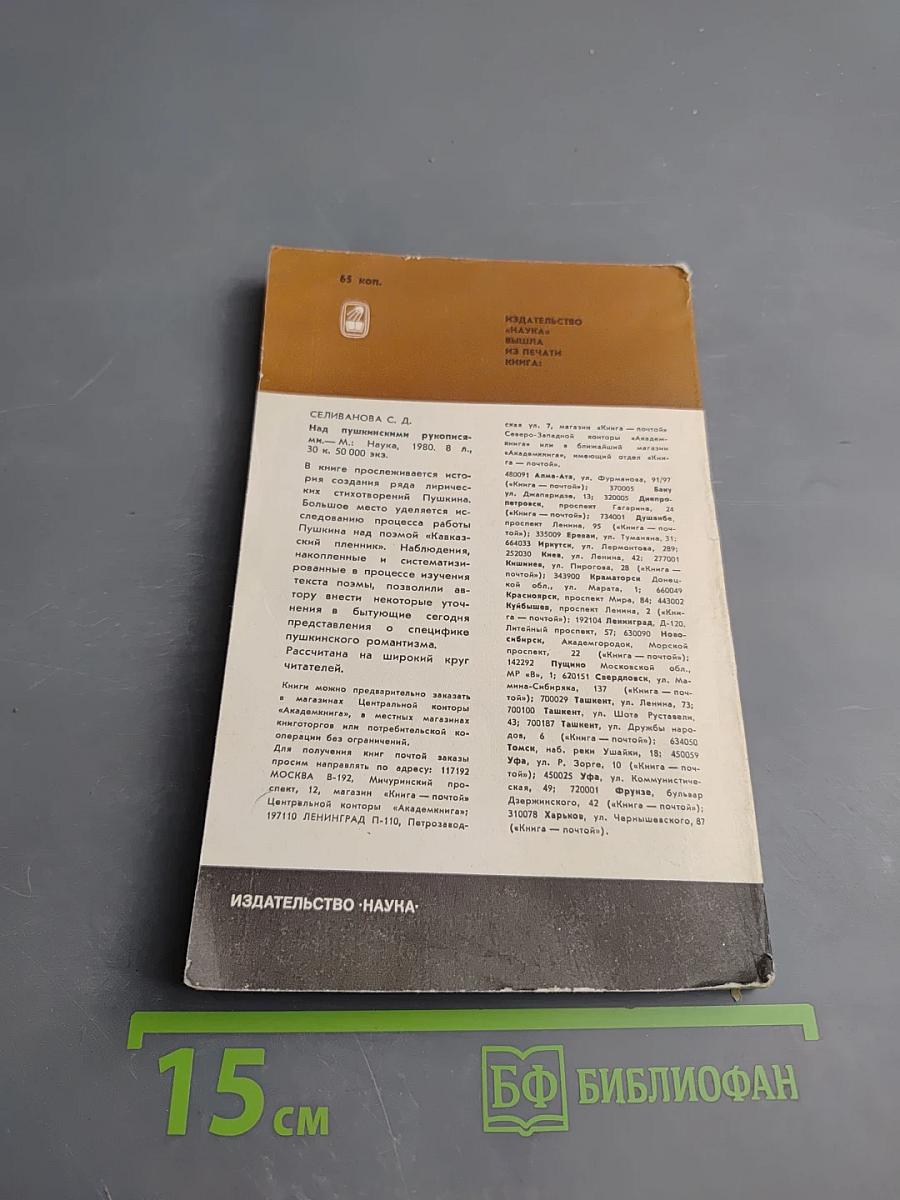 65 коп.
ИЗДАТЕЛЬСТВО
«НАУКА»
ВЫШЛА
ИЗ ПЕЧАТИ
КНИГА:
СЕЛИВАНОВА С. Д.
Над пушкинскими рукопися-
ми.— М.: Наука, 1980. 8 л.,
30 к. 50 000 экз.
В книге прослеживается исто-
рия создания ряда лиричес-
ких стихотворений Пушкина.
Большое место уделяется ис-
следованию процесса работы
Пушкина над поэмой «Кавказ-
ский пленник». Наблюдения,
накопленные и систематизи-
рованные в процессе изучения
текста поэмы, позволили ав-
тору внести некоторые уточ-
нения в бытующие сегодня
представления о специфике
пушкинского романтизма.
Рассчитана на широкий круг
читателей.
Книги можно предварительно заказать
в магазинах Центральной конторы
«Академкнига», в местных магазинах
книготоргов или потребительской ко-
операции без ограничений.
Для получения книг почтой заказы
просим направлять по адресу: 117192
МОСКВА В-192, Мичуринский про-
спект, 12, магазин «Книга — почтой»
Центральной конторы «Академкнига»;
197110 ЛЕНИНГРАД П-110, Петрозавод-
ская ул. 7, магазин «Книга — почтой»
Северо-Западной конторы «Академ-
книга» или в ближайший магазин
«Академкнига», имеющий отдел «Кни-
га — почтой».
480091 Алма-Ата, ул. Фурманова, 91/97
(«Книга — почтой»); 370005 Баку
ул. Джапаридзе, 13; 320005 Днепро-
петровск, проспект Гагарина, 24
(«Книга — почтой»); 734001 Душанбе,
проспект Ленина, 95 («Книга — поч-
той»); 335009 Ереван, ул. Туманяна, 31;
664033 Иркутск, ул. Лермонтова, 289;
252030 Киев, ул. Ленина, 42; 277001
Кишинев, ул. Пирогова, 28 («Книга —
почтой»); 343900 Краматорск Донец-
кой обл., ул. Марата, 1; 660049
Красноярск, проспект Мира, 84; 443002
Куйбышев, проспект Ленина, 2 («Кни-
га — почтой»); 192104 Ленинград, Д-120,
Литейный проспект, 57; 630090 Ново-
сибирск, Академгородок, Морской
проспект, 22 («Книга — почтой»);
142292 Пущино Московской обл.,
МР «В», 1; 620151 Свердловск, ул. Ма-
мина-Сибиряка, 137 («Книга — поч-
той»); 700029 Ташкент, ул. Ленина, 73;
700100 Ташкент, ул. Шота Руставели,
43; 700187 Ташкент, ул. Дружбы наро-
дов, 6 («Книга — почтой»); 634050
Томск, наб. реки Ушайки, 18; 450059
Уфа, ул. Р. Зорге, 10 («Книга — поч-
той»); 450025 Уфа, ул. Коммунистиче-
ская, 49; 720001 Фрунзе, бульвар
Дзержинского, 42 («Книга — почтой»);
310078 Харьков, ул. Чернышевского, 87
(«Книга — почтой»).
ИЗДАТЕЛЬСТВО ·НАУКА·
15 см
БФ БИБЛИОФАН